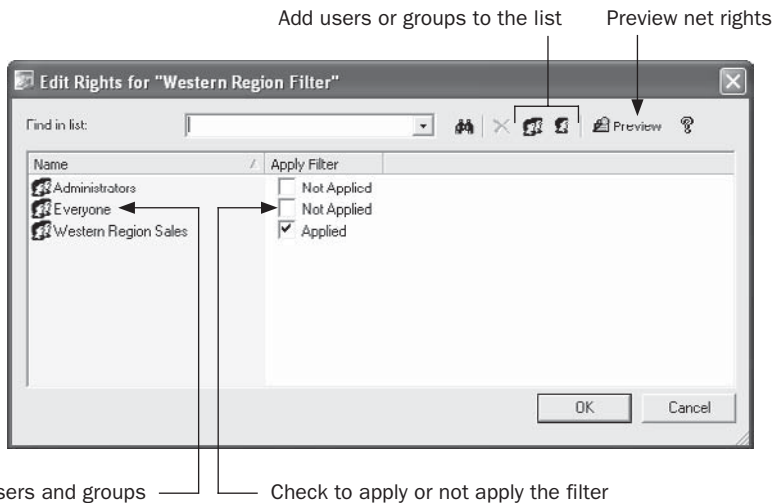 Add users or groups to the list
Preview net rights
Edit Rights for "Western Region Filter"
Find in list:
Preview
Name
Apply Filter
Administrators
Not Applied
Everyone
Not Applied
Western Region Sales
Applied
OK
Cancel
sers and groups
Check to apply or not apply the filter